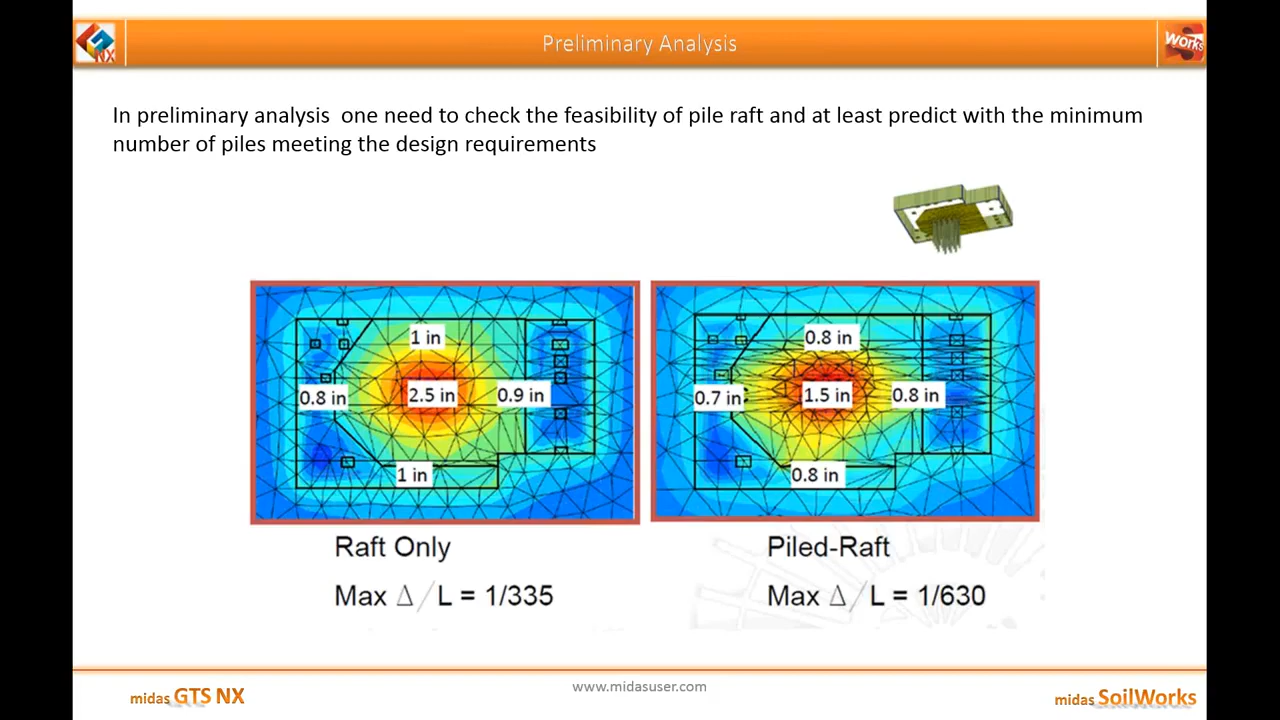 NX
Preliminary Analysis
Works
In preliminary analysis one need to check the feasibility of pile raft and at least predict with the minimum
number of piles meeting the design requirements
1 in
0.8 in
2.5 in
0.9 in
1 in
0.8 in
0.7 in
1.5 in
0.8 in
0.8 in
Raft Only
Max Δ/L = 1/335
Piled-Raft
Max Δ/L = 1/630
midas GTS NX
www.midasuser.com
midas SoilWorks